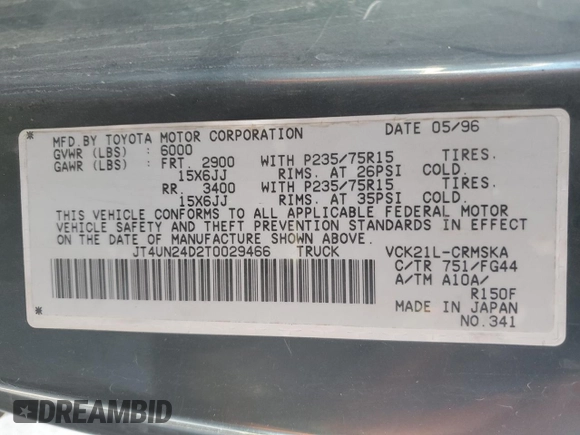 MFD.BY TOYOTA MOTOR CORPORATION DATE 05/96
GVWR (LBS) : 6000
GAWR (LBS) : FRT. 2900 WITH P235/75R15 TIRES.
15X6JJ RIMS. AT 26PSI COLD.
RR. 3400 WITH P235/75R15 TIRES.
15X6JJ RIMS. AT 35PSI COLD.
THIS VEHICLE CONFORMS TO ALL APPLICABLE FEDERAL MOTOR
VEHICLE SAFETY AND THEFT PREVENTION STANDARDS IN EFFECT
ON THE DATE OF MANUFACTURE SHOWN ABOVE.
JT4UN24D2T0029466 TRUCK VCK21L-CRMSKA
C/TR 751/FG44
A/TM A10A/
R150F
MADE IN JAPAN
NO.341
DREAMBID